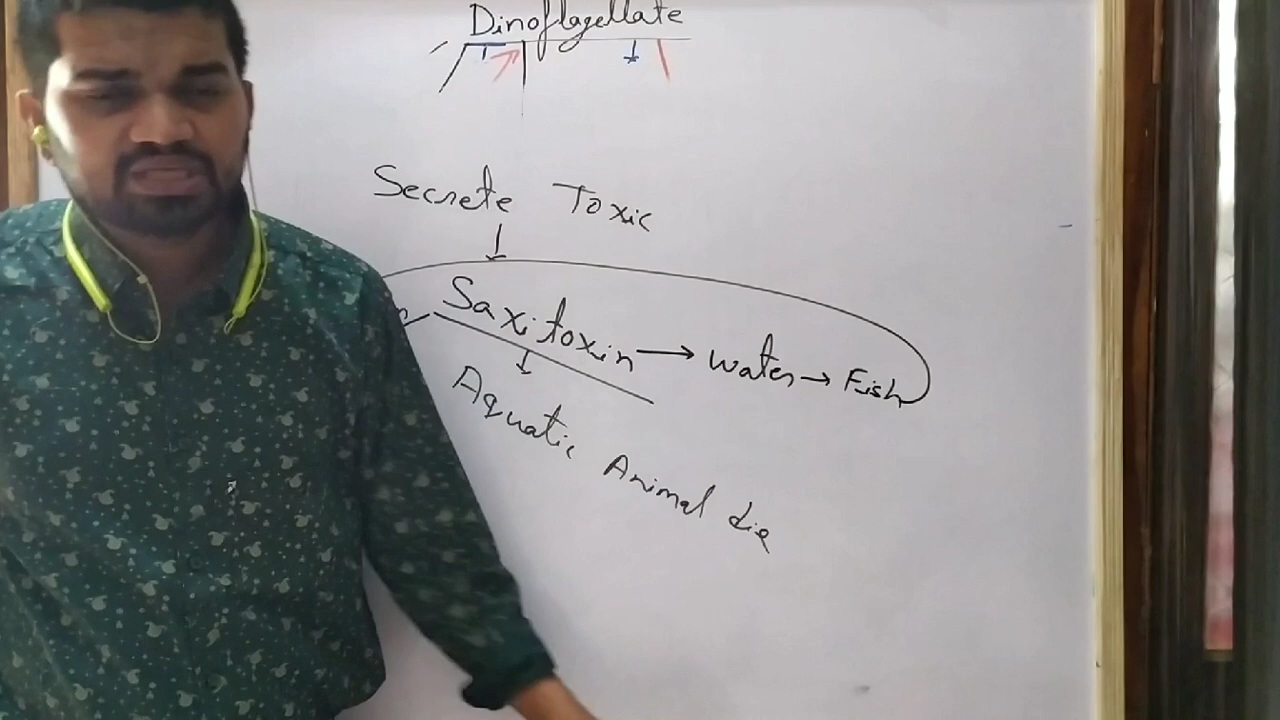 Dinoflagellate
Secrete Toxic
Saxitoxin → water → Fish
Aquatic Animal die